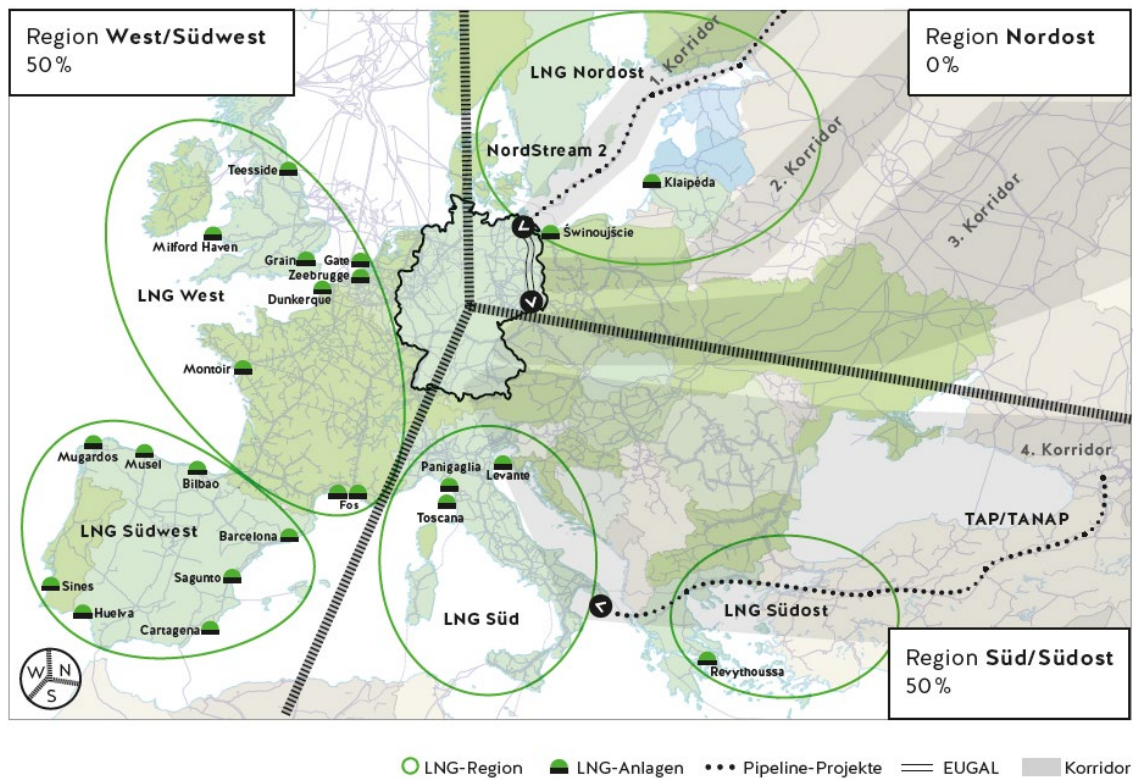 Region West/Südwest
50 %
Region Nordost
0 %
LNG Nordost
1. Korridor
NordStream 2
2. Korridor
3. Korridor
Klaipėda
Świnoujście
Teesside
Milford Haven
Grain
Gate
Zeebrugge
Dunkerque
LNG West
Montoir
Mugardos
Musel
Bilbao
Fos
LNG Südwest
Barcelona
Sagunto
Sines
Huelva
Cartagena
Panigaglia
Levante
Toscana
LNG Süd
4. Korridor
TAP/TANAP
LNG Südost
Revythoussa
Region Süd/Südost
50 %
W N
S
LNG-Region LNG-Anlagen Pipeline-Projekte EUGAL Korridor